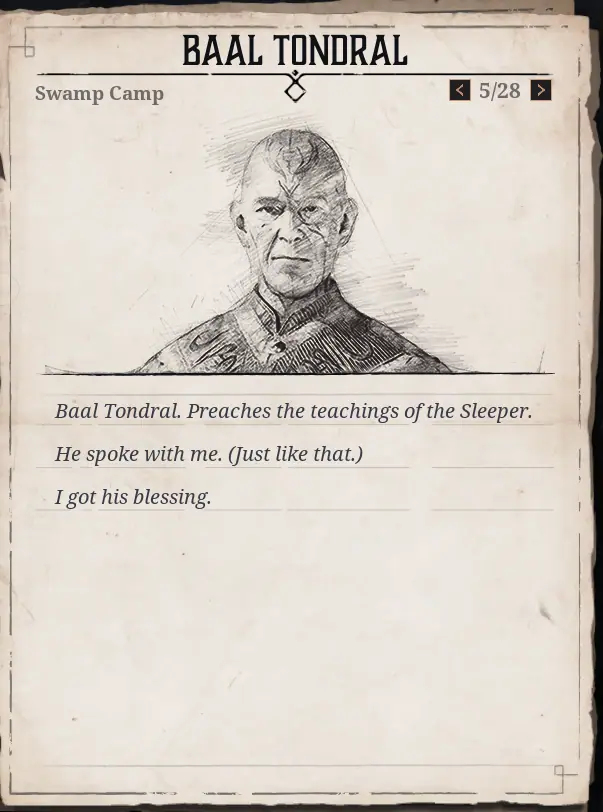 BAAL TONDRAL
Swamp Camp
5/28
Baal Tondral. Preaches the teachings of the Sleeper.
He spoke with me. (Just like that.)
I got his blessing.